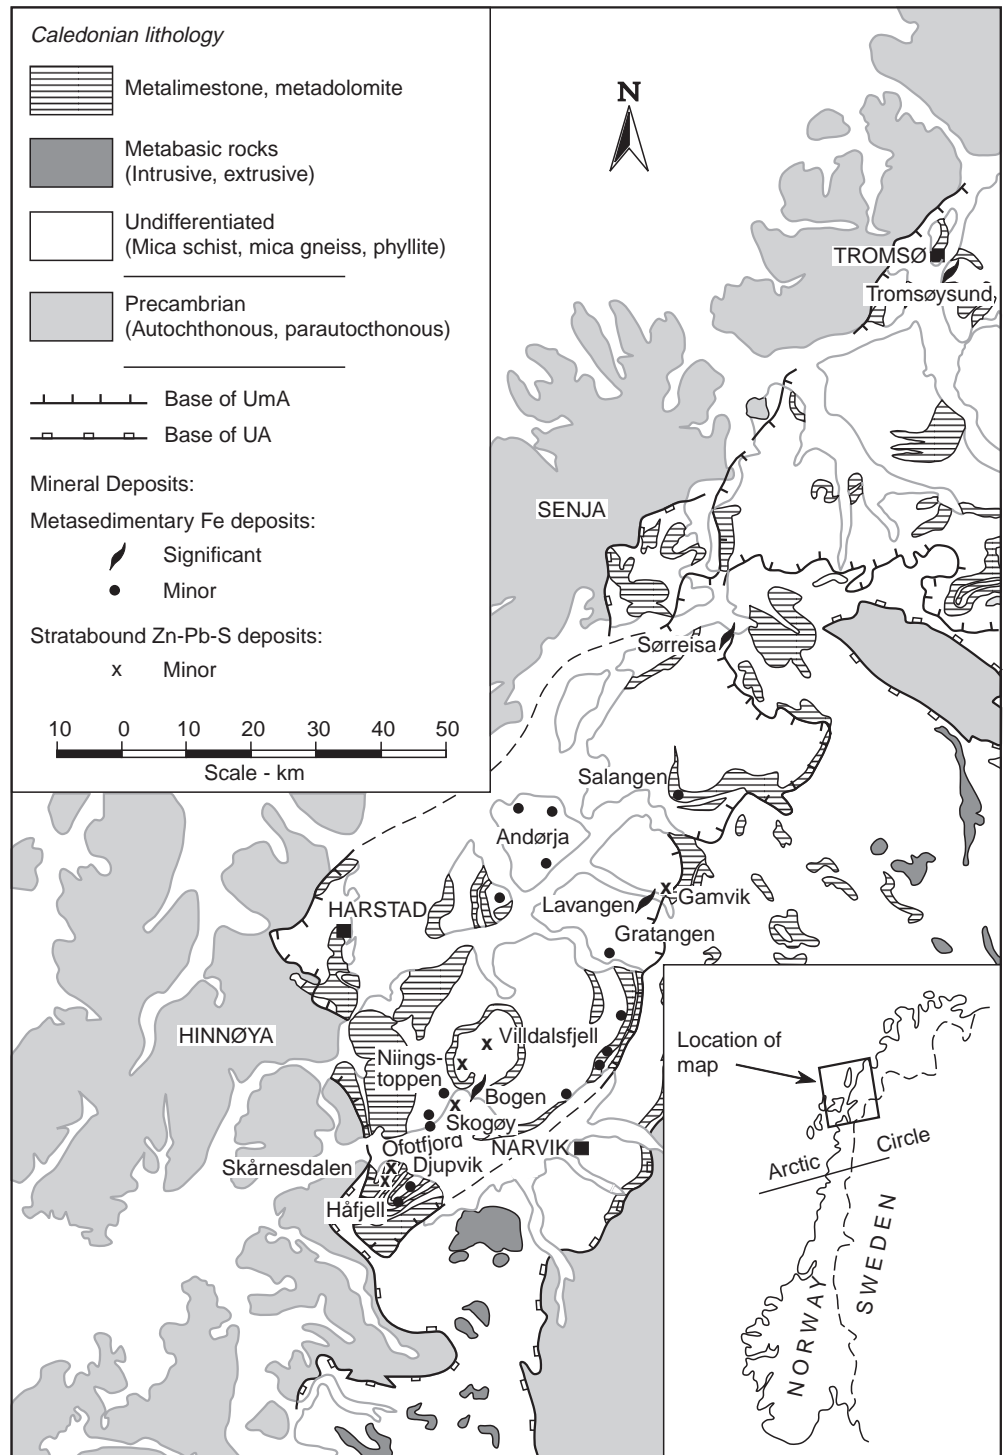 Caledonian lithology
Metalimestone, metadolomite
Metabasic rocks
(Intrusive, extrusive)
Undifferentiated
(Mica schist, mica gneiss, phyllite)
Precambrian
(Autochthonous, parautocthonous)
Base of UmA
Base of UA
Mineral Deposits:
Metasedimentary Fe deposits:
Significant
Minor
Stratabound Zn-Pb-S deposits:
x Minor
10 0 10 20 30 40 50
Scale - km
N
TROMSØ
Tromsøysund
SENJA
Sørreisa
Salangen
Andørja
Lavangen
Gamvik
HARSTAD
Gratangen
HINNØYA
Villdalsfjell
Niings-
toppen
Bogen
Skogøy
Ofotfjord
NARVIK
Skårnesdalen
Djupvik
Håfjell
Location of
map
Arctic Circle
NORWAY
SWEDEN